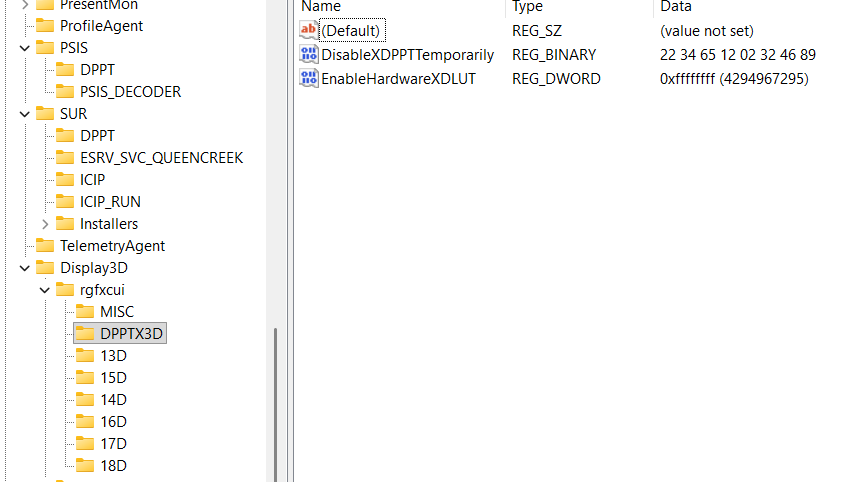 PresentMon
ProfileAgent
PSIS
DPPT
PSIS_DECODER
SUR
DPPT
ESRV_SVC_QUEENCREEK
ICIP
ICIP_RUN
Installers
TelemetryAgent
Display3D
rgfxcui
MISC
DPPTX3D
13D
15D
14D
16D
17D
18D
Name Type Data
(Default) REG_SZ (value not set)
DisableXDPPTTemporarily REG_BINARY 22 34 65 12 02 32 46 89
EnableHardwareXDLUT REG_DWORD 0xffffffff (4294967295)